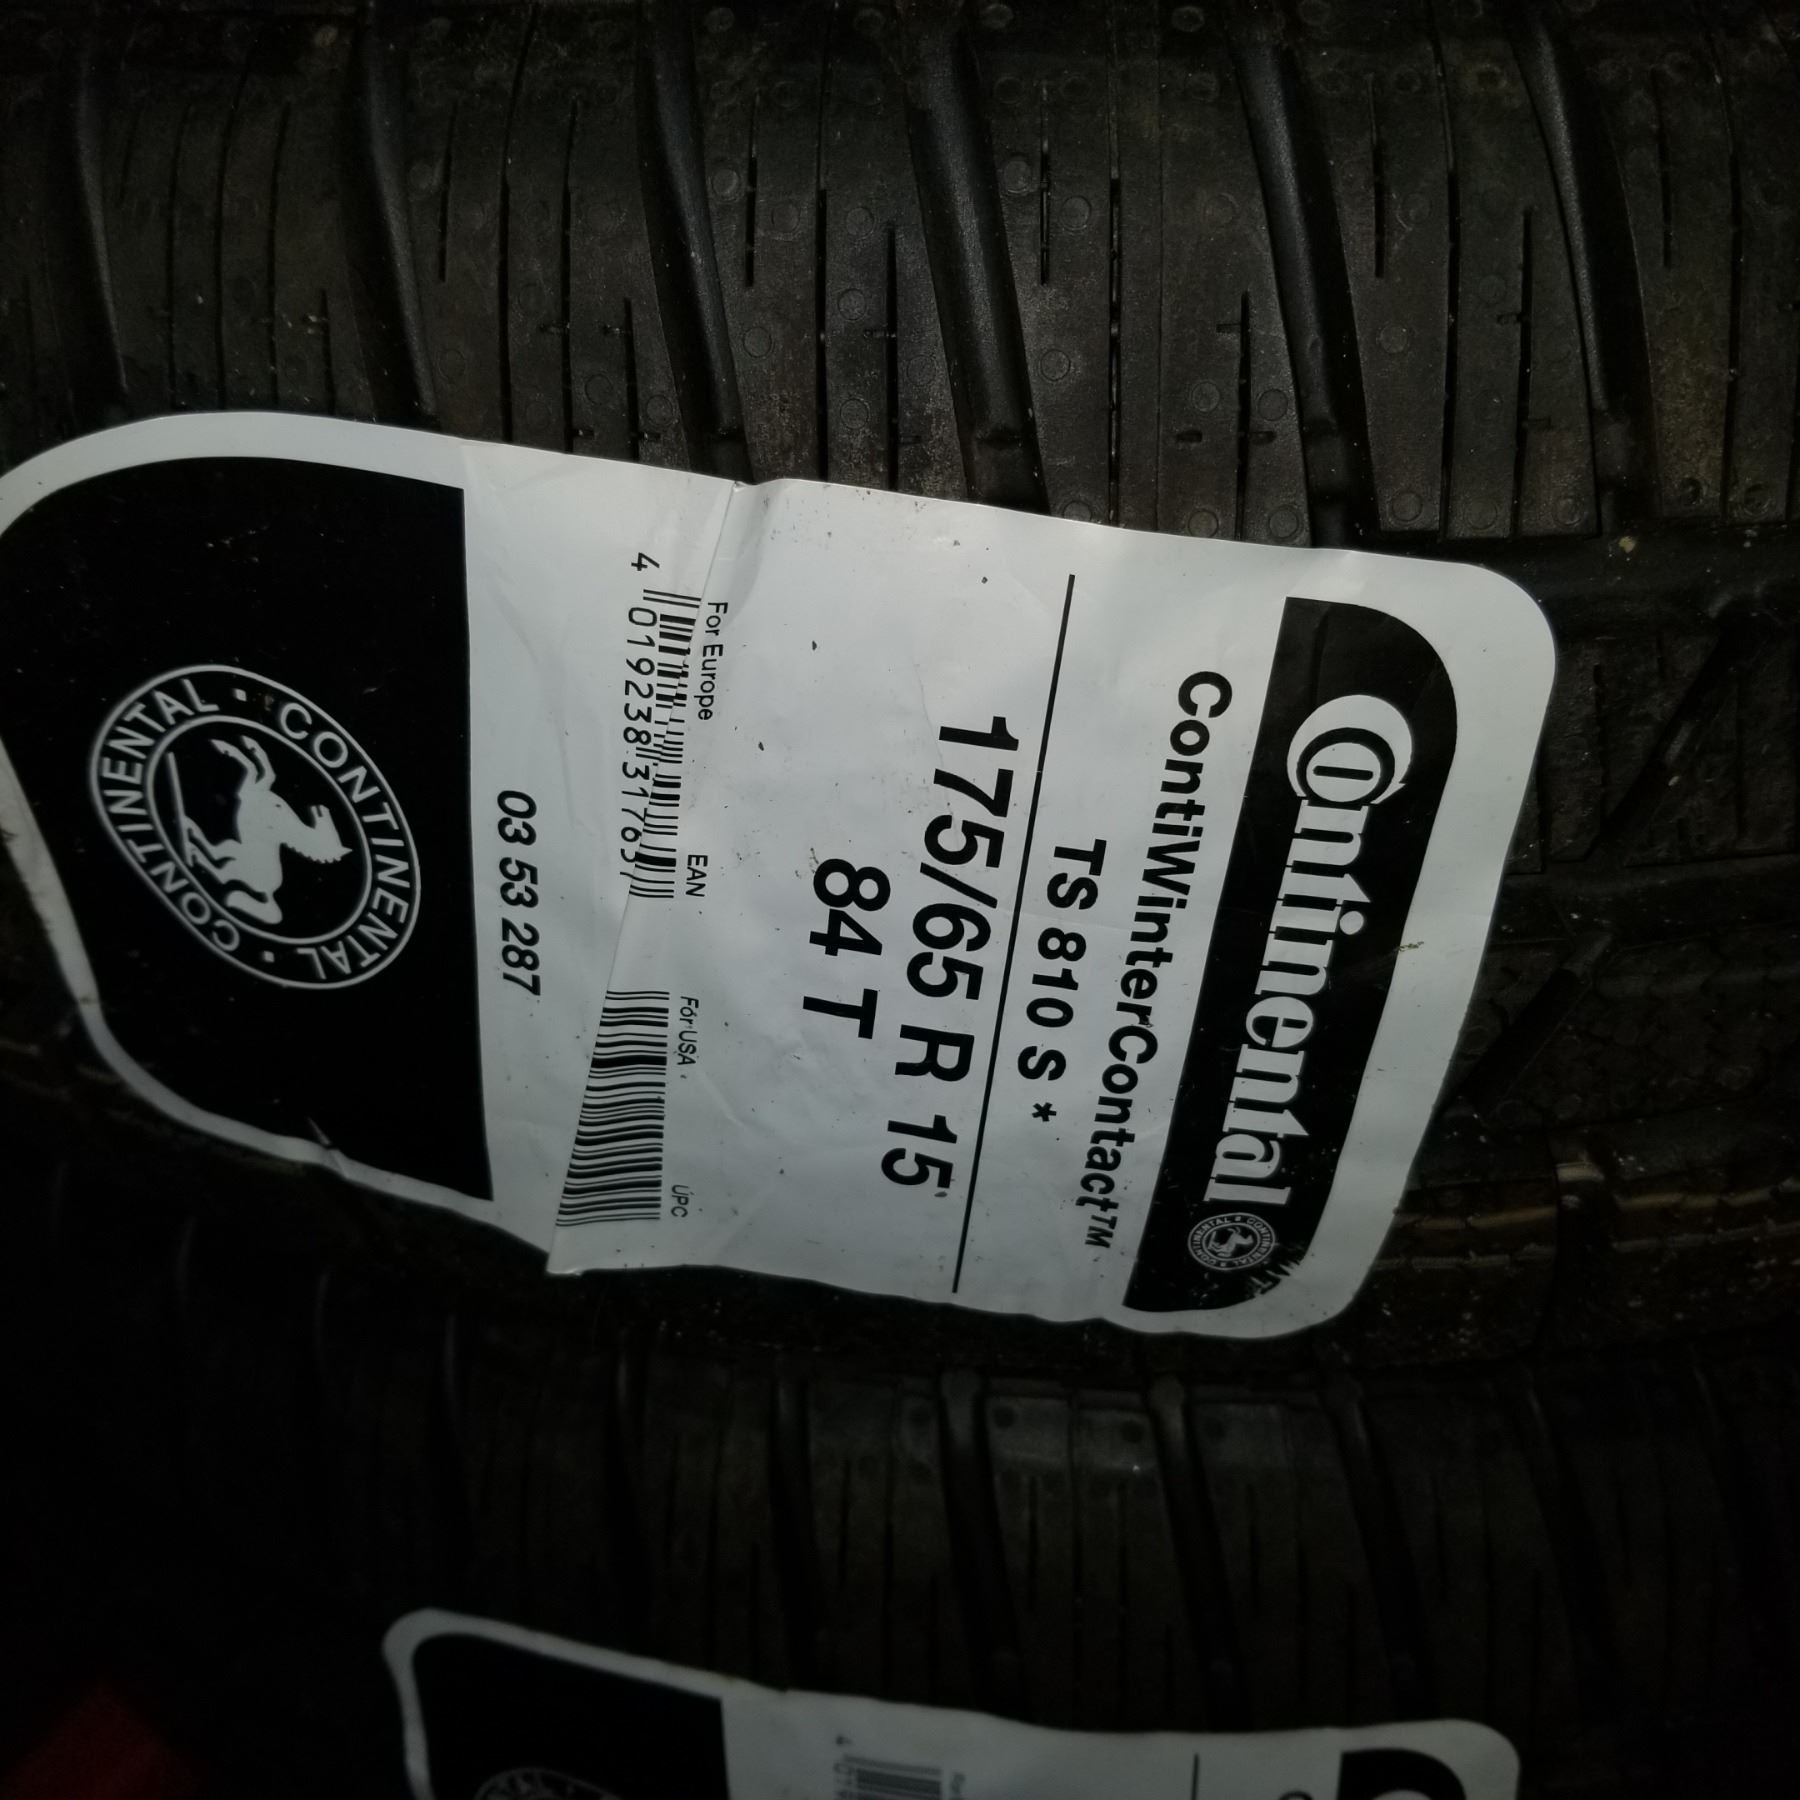 Continental
CONTINENTAL · CONTINENTAL
ContiWinterContact™
TS 810 S *
175/65 R 15
84 T
For Europe EAN
4 019238 317637
For USA UPC
03 53 287
CONTINENTAL · CONTINENTAL ·